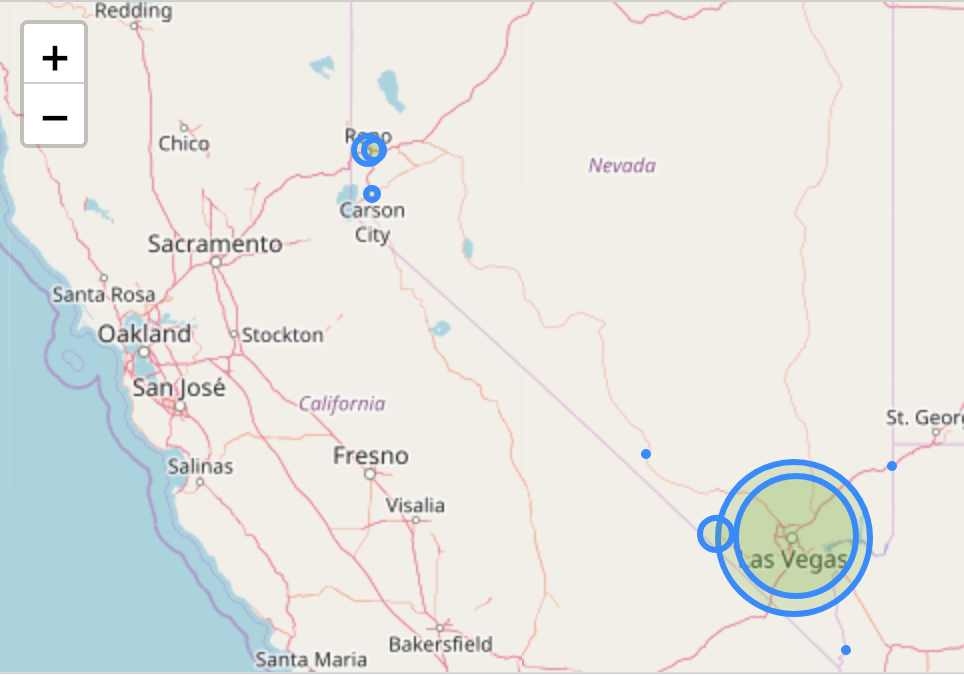 Redding
+
−
Chico
Reno
Nevada
Carson
City
Sacramento
Santa Rosa
Oakland
Stockton
San José
California
St. Georg
Fresno
Salinas
Visalia
Las Vegas
Bakersfield
Santa Maria